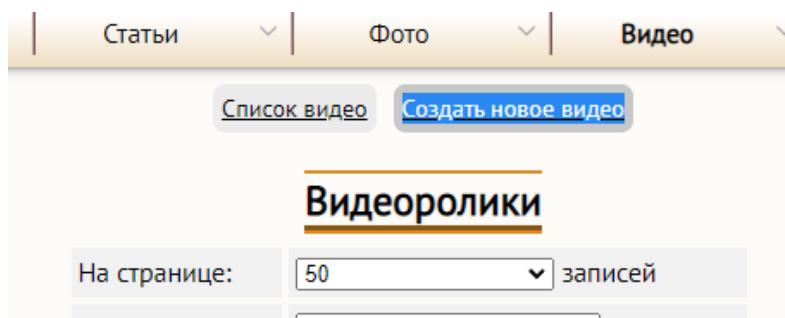 Статьи Фото Видео
Список видео Создать новое видео
Видеоролики
На странице: 50 записей